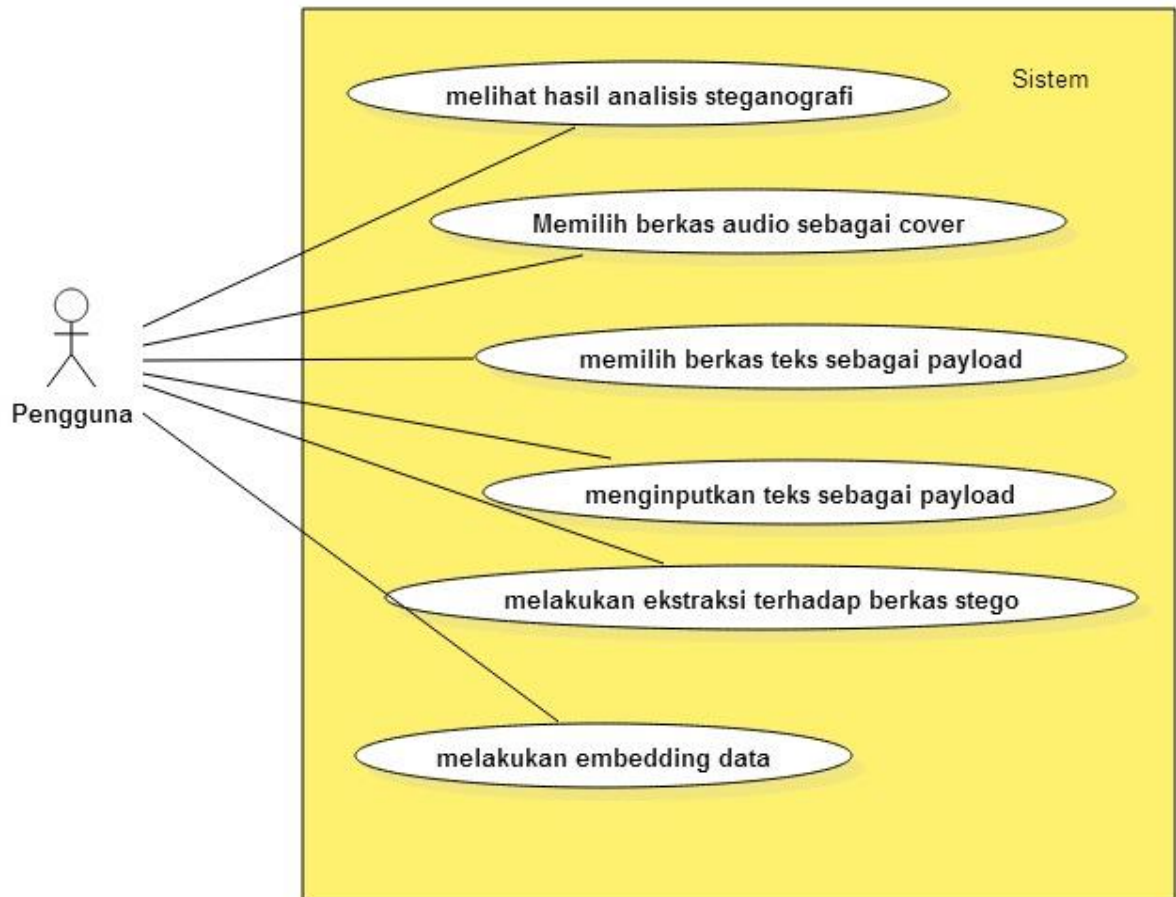 Sistem
melihat hasil analisis steganografi
Memilih berkas audio sebagai cover
memilih berkas teks sebagai payload
Pengguna
menginputkan teks sebagai payload
melakukan ekstraksi terhadap berkas stego
melakukan embedding data